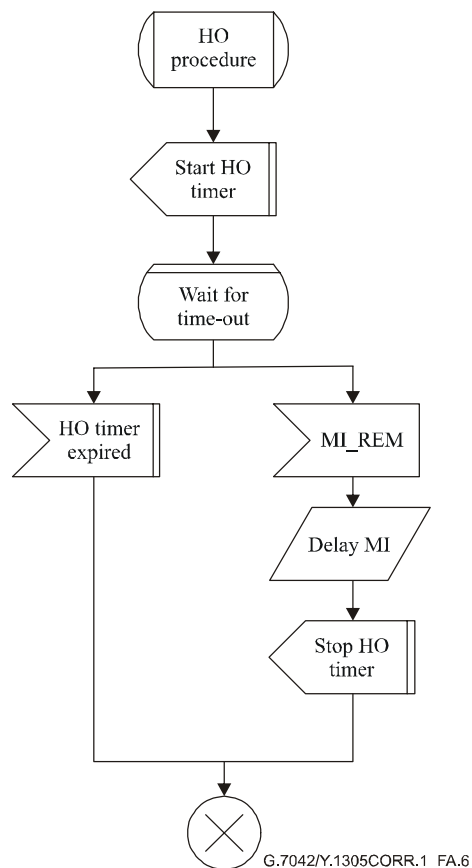 HO
procedure
Start HO
timer
Wait for
time-out
HO timer
expired
MI_REM
Delay MI
Stop HO
timer
G.7042/Y.1305CORR.1_FA.6